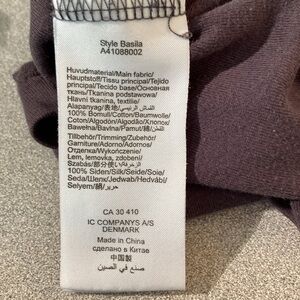 Style Basila
A41088002
Huvudmaterial/Main fabric/
Hauptstoff/Tissu principal/Tejido
principal/Tecido base/Основная
ткань/Tkanina podstawowa/
Hlavní tkanina, textilie/
Alapanyag/表地/القماش الرئيسي
100% Bomull/Cotton/Baumwolle/
Coton/Algodón/Algodão/Хлопок/
Bawełna/Bavlna/Pamut/綿/قطن
Tillbehör/Trimming/Zubehör/
Garniture/Adorno/Adornos/
Отделка/Wykończenie/
Lem, lemovka, zdobení/
Szabás/部分使い/
100% Siden/Silk/Seide/Soie/
Seda/Шелк/Jedwab/Hedvábí/
Selyem/絹/حرير
CA 30 410
IC COMPANYS A/S
DENMARK
Made in China
сделано в Китае
中国製
صنع في الصين